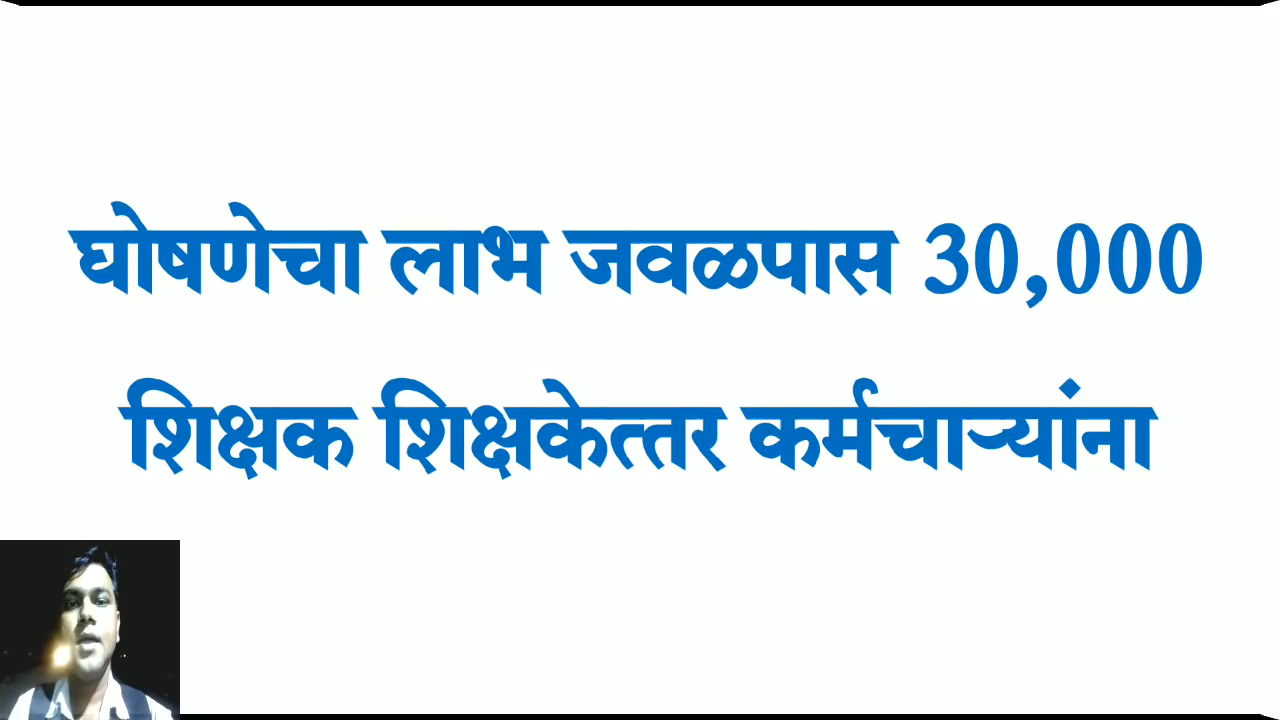 घोषणेचा लाभ जवळपास 30,000
शिक्षक शिक्षकेत्तर कर्मचाऱ्यांना